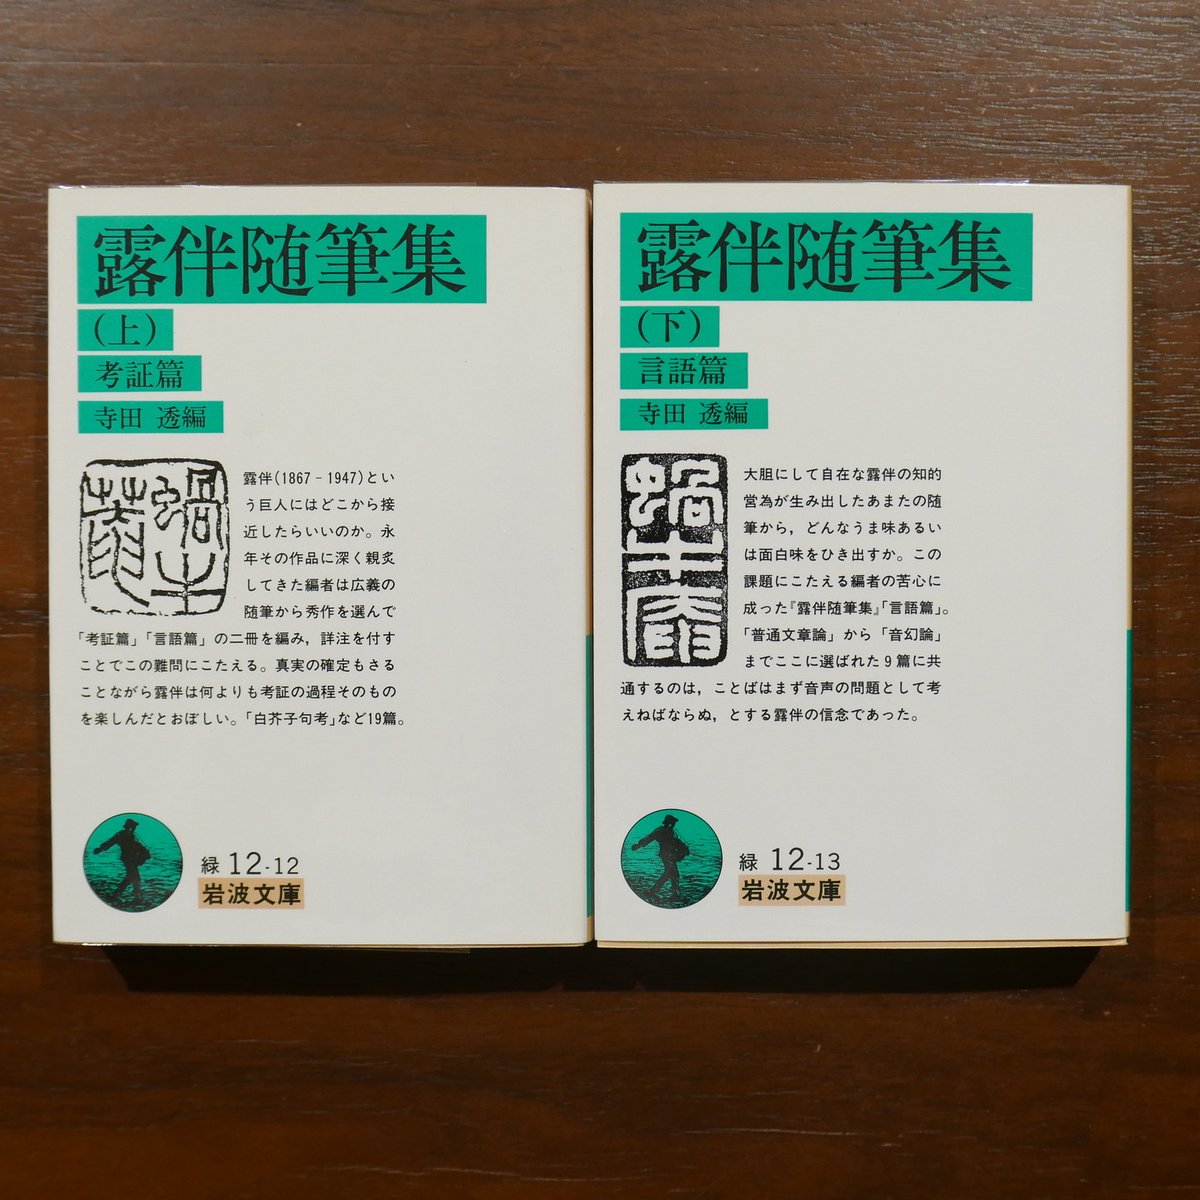 露伴随筆集
(上)
考証篇
寺田 透編
露伴(1867-1947)とい
う巨人にはどこから接
近したらいいのか。永
年その作品に深く親炙
してきた編者は広義の
随筆から秀作を選んで
「考証篇」「言語篇」の二冊を編み，詳注を付す
ことでこの難問にこたえる。真実の確定もさる
ことながら露伴は何よりも考証の過程そのもの
を楽しんだとおぼしい。「白芥子句考」など19篇。
緑 12-12
岩波文庫
露伴随筆集
(下)
言語篇
寺田 透編
大胆にして自在な露伴の知的
営為が生み出したあまたの随
筆から，どんなうま味あるい
は面白味をひき出すか。この
課題にこたえる編者の苦心に
成った『露伴随筆集』「言語篇」。
「普通文章論」から「音幻論」
までここに選ばれた9篇に共
通するのは，ことばはまず音声の問題として考
えねばならぬ，とする露伴の信念であった。
緑 12-13
岩波文庫